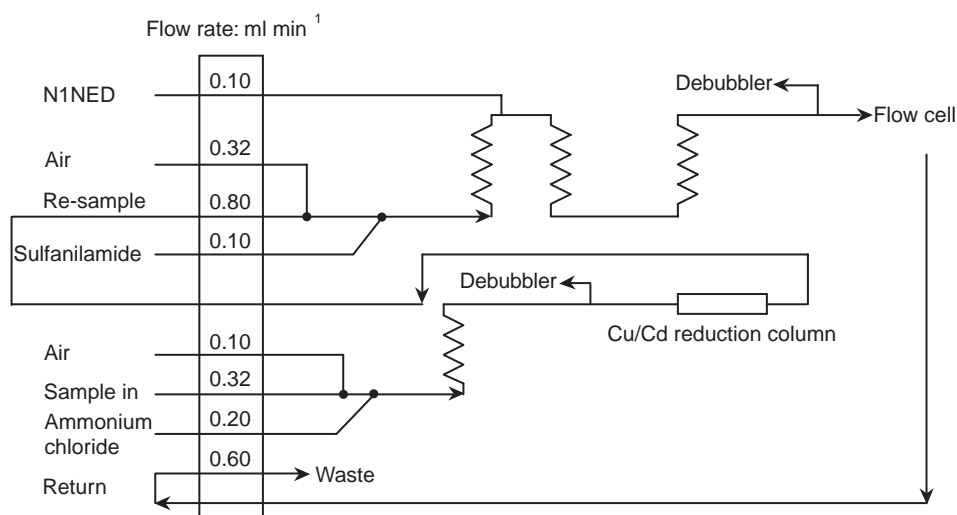 Flow rate: ml min 1
N1NED
0.10
Debubbler
Flow cell
Air
0.32
Re-sample
0.80
Sulfanilamide
0.10
Debubbler
Cu/Cd reduction column
Air
0.10
Sample in
0.32
Ammonium
chloride
0.20
Return
0.60
Waste